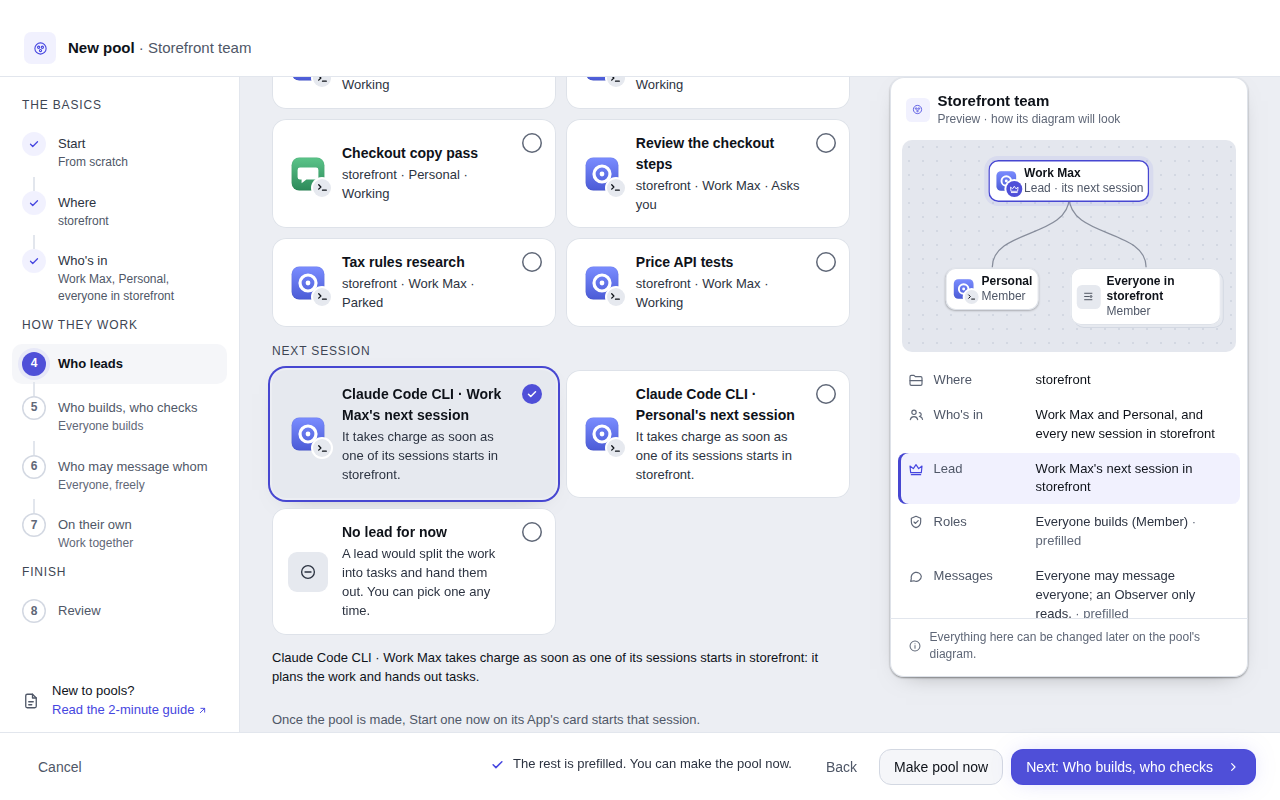 New pool · Storefront team
THE BASICS
Start
From scratch
Where
storefront
Who's in
Work Max, Personal,
everyone in storefront
HOW THEY WORK
4
Who leads
5
Who builds, who checks
Everyone builds
6
Who may message whom
Everyone, freely
7
On their own
Work together
FINISH
8
Review
New to pools?
Read the 2-minute guide
Working
Working
Checkout copy pass
storefront · Personal ·
Working
Review the checkout
steps
storefront · Work Max · Asks
you
Tax rules research
storefront · Work Max ·
Parked
Price API tests
storefront · Work Max ·
Working
NEXT SESSION
Claude Code CLI · Work
Max's next session
It takes charge as soon as
one of its sessions starts in
storefront.
Claude Code CLI ·
Personal's next session
It takes charge as soon as
one of its sessions starts in
storefront.
No lead for now
A lead would split the work
into tasks and hand them
out. You can pick one any
time.
Claude Code CLI · Work Max takes charge as soon as one of its sessions starts in storefront: it
plans the work and hands out tasks.
Once the pool is made, Start one now on its App's card starts that session.
Storefront team
Preview · how its diagram will look
Work Max
Lead · its next session
Personal
Member
Everyone in
storefront
Member
Where
storefront
Who's in
Work Max and Personal, and
every new session in storefront
Lead
Work Max's next session in
storefront
Roles
Everyone builds (Member) ·
prefilled
Messages
Everyone may message
everyone; an Observer only
reads. · prefilled
Everything here can be changed later on the pool's
diagram.
Cancel
The rest is prefilled. You can make the pool now.
Back
Make pool now
Next: Who builds, who checks